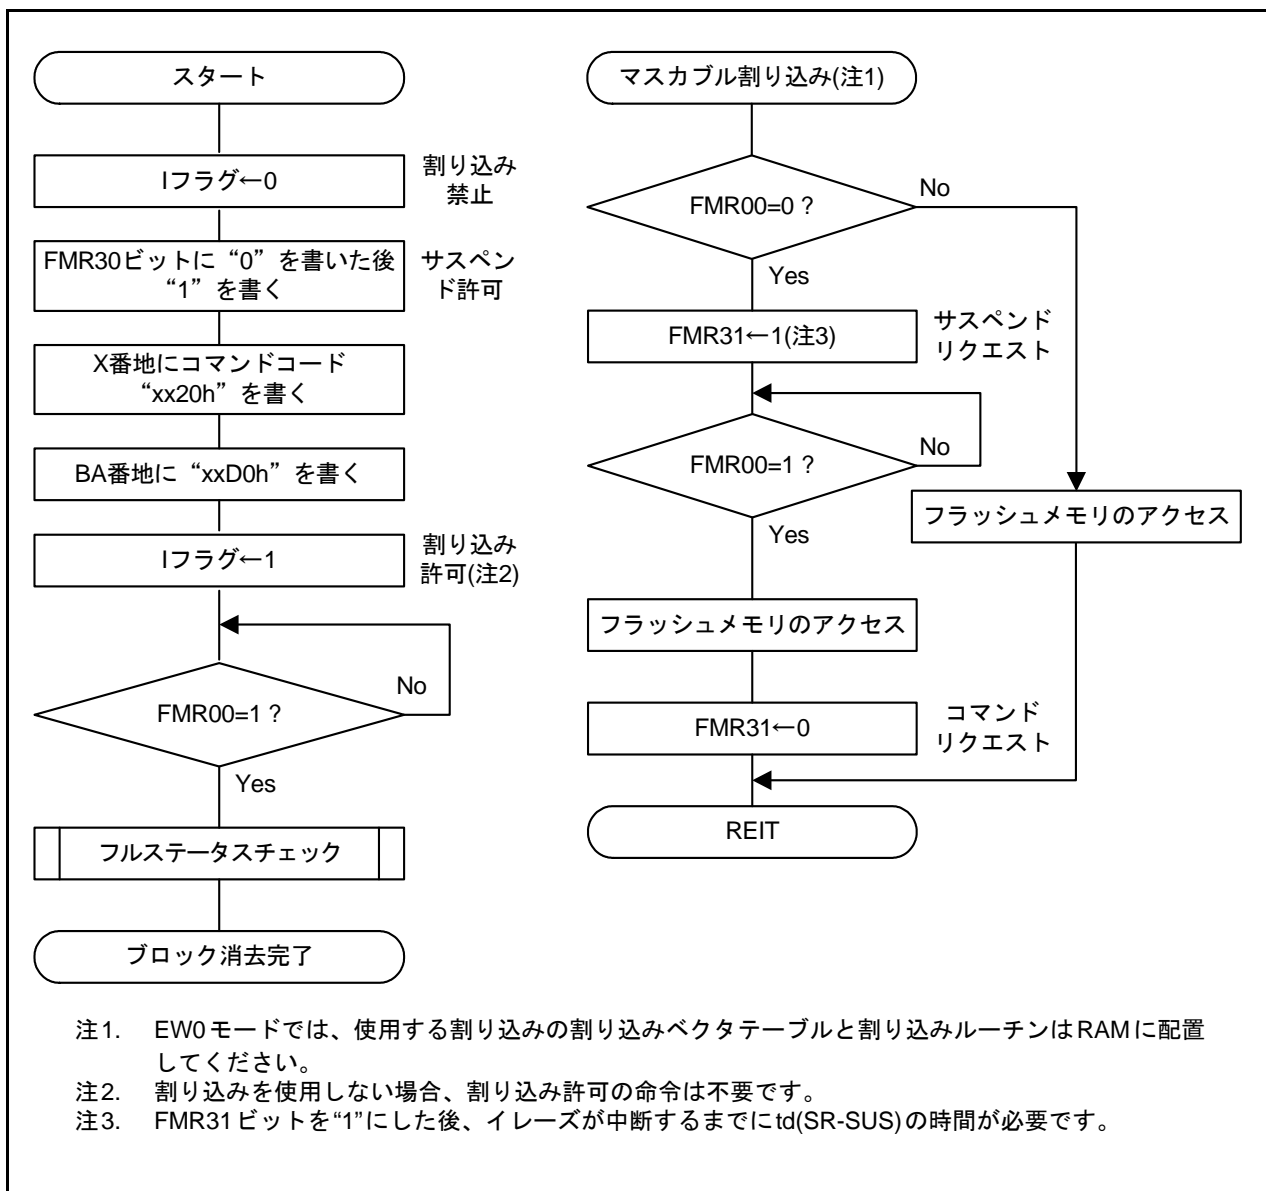 スタート
Iフラグ←0
割り込み
禁止
FMR30ビットに“0”を書いた後
“1”を書く
サスペン
ド許可
X番地にコマンドコード
“xx20h”を書く
BA番地に“xxD0h”を書く
Iフラグ←1
割り込み
許可(注2)
FMR00=1 ?
No
Yes
フルステータスチェック
ブロック消去完了
マスカブル割り込み(注1)
FMR00=0 ?
No
Yes
FMR31←1(注3)
サスペンド
リクエスト
FMR00=1 ?
No
Yes
フラッシュメモリのアクセス
フラッシュメモリのアクセス
FMR31←0
コマンド
リクエスト
REIT
注1. EW0モードでは、使用する割り込みの割り込みベクタテーブルと割り込みルーチンはRAMに配置
してください。
注2. 割り込みを使用しない場合、割り込み許可の命令は不要です。
注3. FMR31ビットを“1”にした後、イレーズが中断するまでにtd(SR-SUS)の時間が必要です。